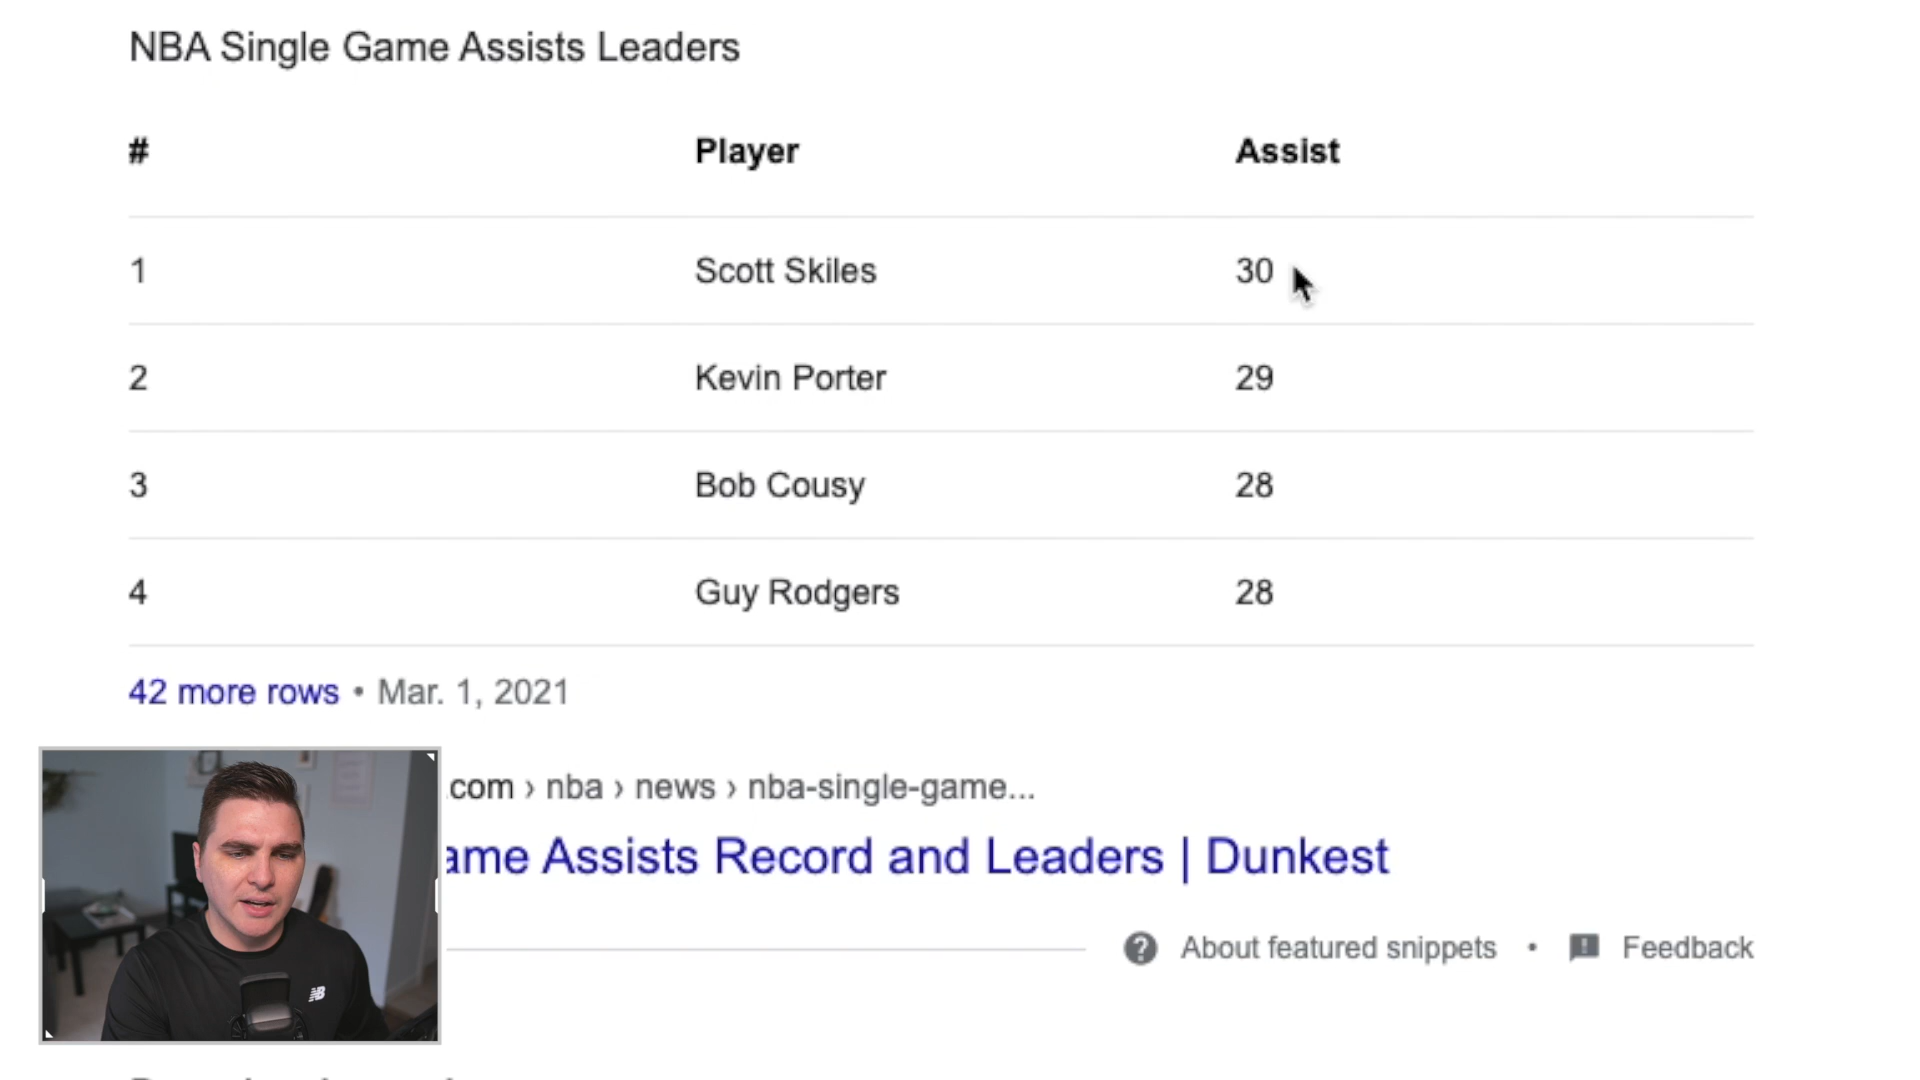 NBA Single Game Assists Leaders
# Player Assist
1 Scott Skiles 30
2 Kevin Porter 29
3 Bob Cousy 28
4 Guy Rodgers 28
42 more rows • Mar. 1, 2021
.com › nba › news › nba-single-game...
ame Assists Record and Leaders | Dunkest
About featured snippets • Feedback
NB